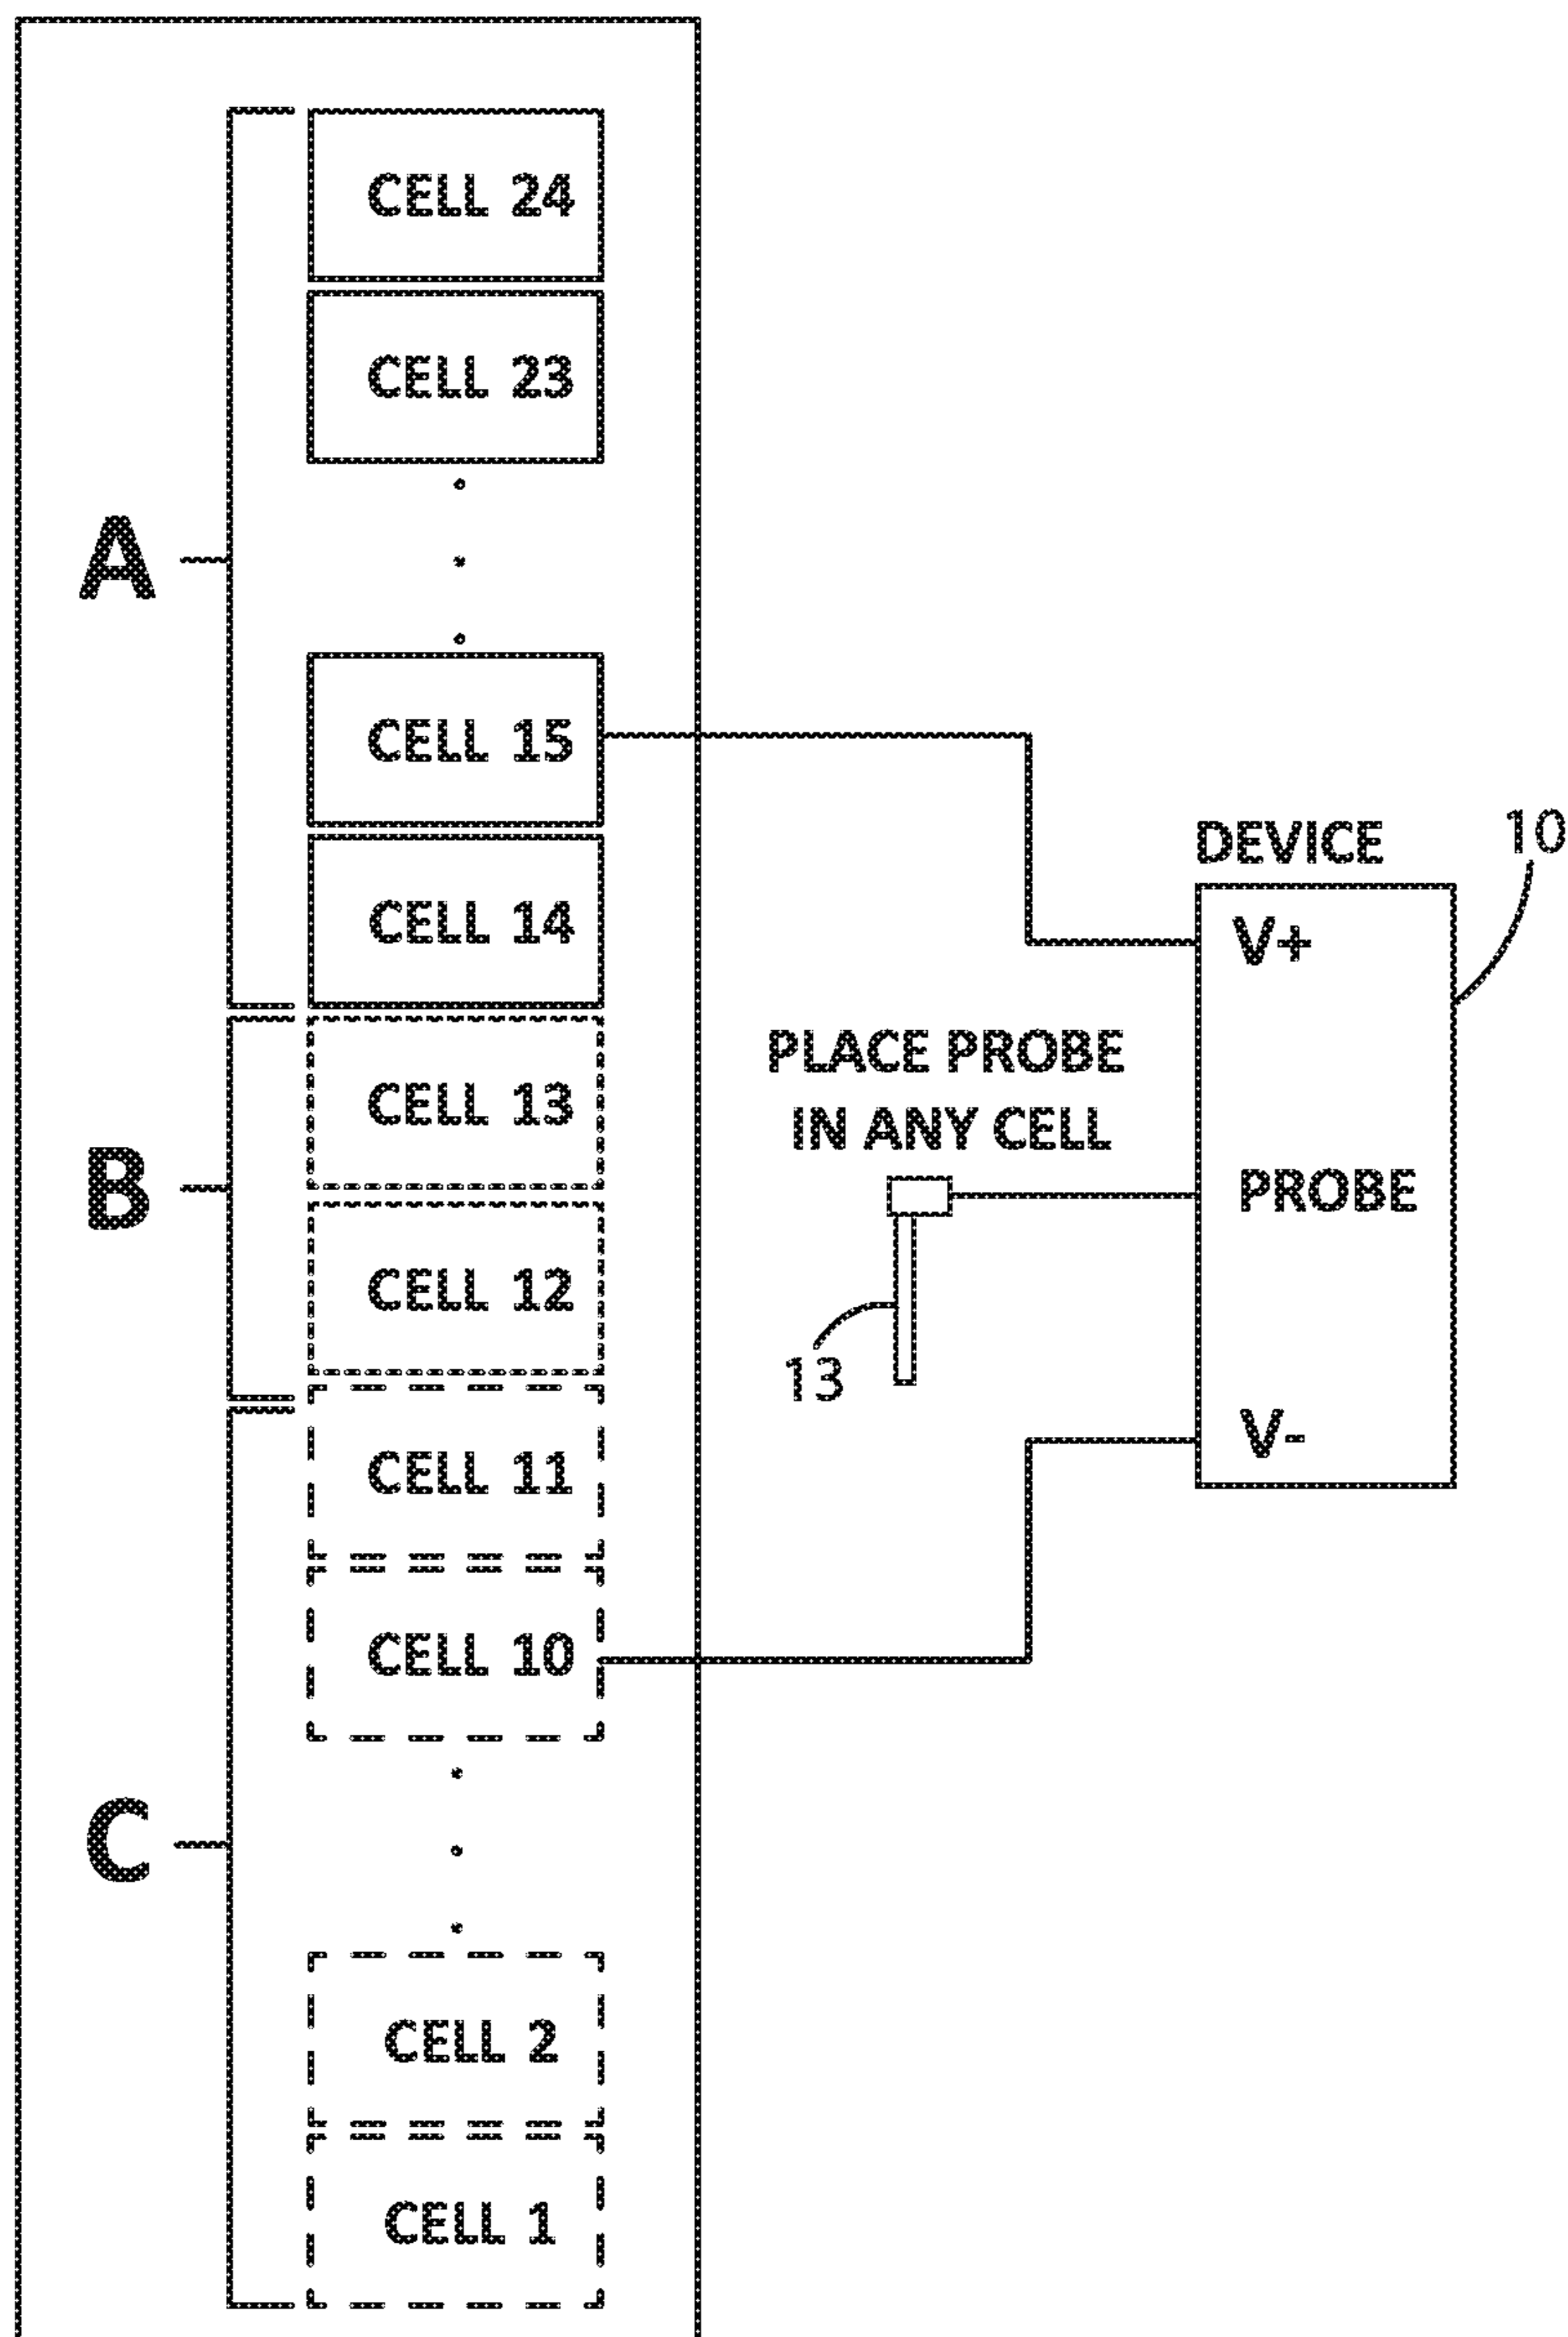 CELL 24
CELL 23
A
CELL 15
CELL 14
DEVICE
10
V+
CELL 13
PLACE PROBE
IN ANY CELL
B
PROBE
CELL 12
13
V-
CELL 11
CELL 10
C
CELL 2
CELL 1